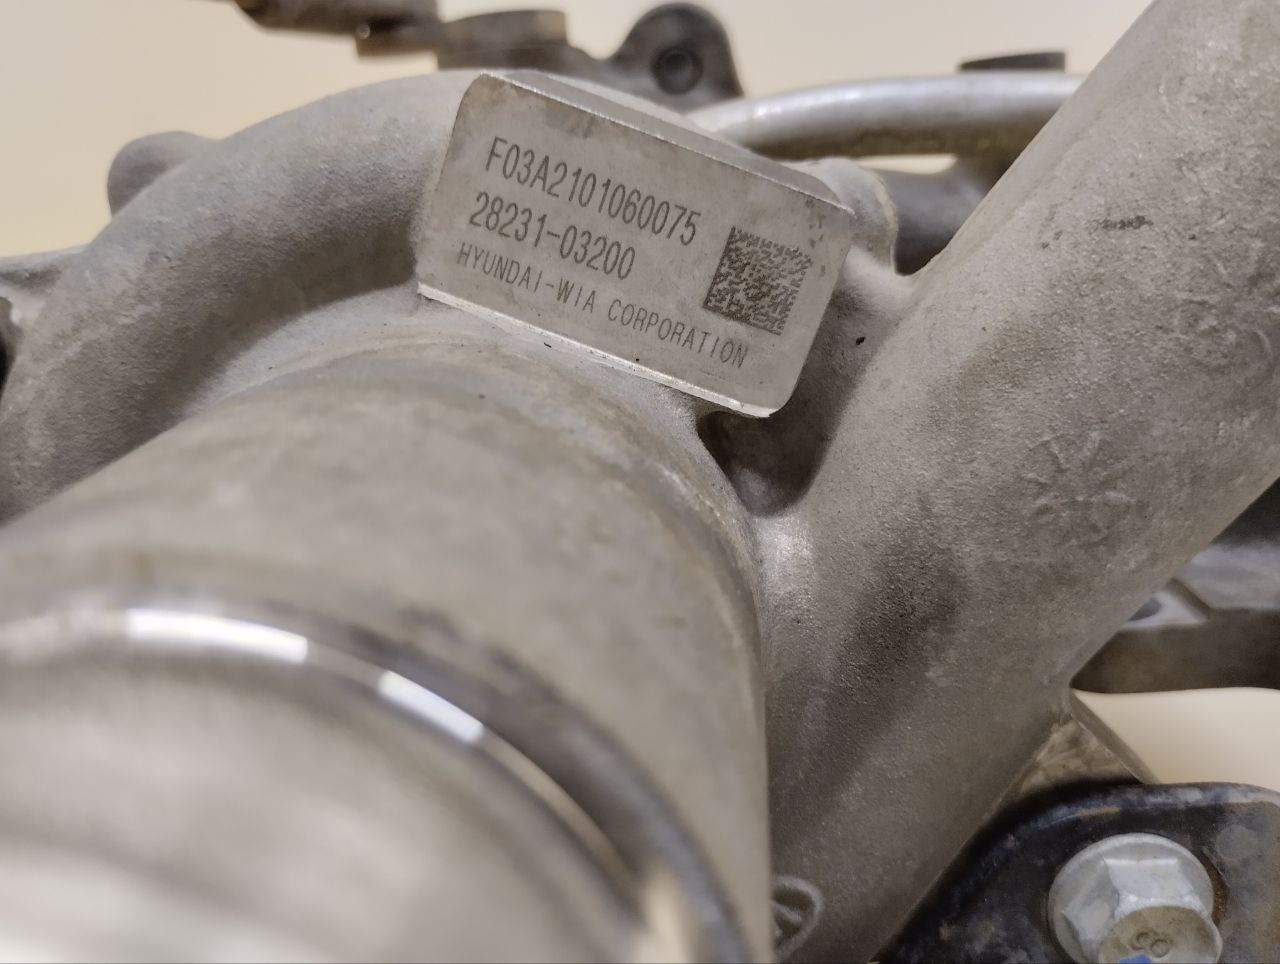 F03A2101060075
28231-03200
HYUNDAI-WIA CORPORATION